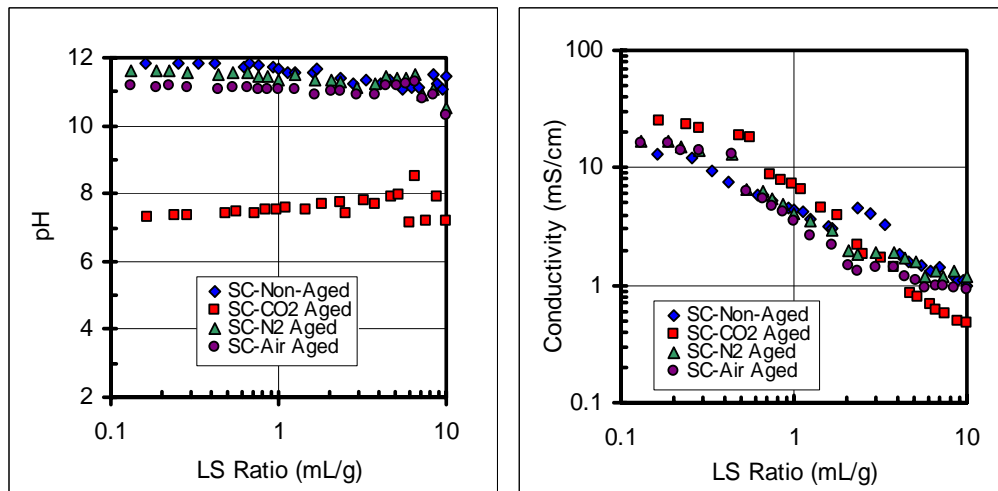 12
10
8
6
4
2
pH
0.1
1
10
LS Ratio (mL/g)
SC-Non-Aged
SC-CO2 Aged
SC-N2 Aged
SC-Air Aged
100
10
1
0.1
Conductivity (mS/cm)
0.1
1
10
LS Ratio (mL/g)
SC-Non-Aged
SC-CO2 Aged
SC-N2 Aged
SC-Air Aged